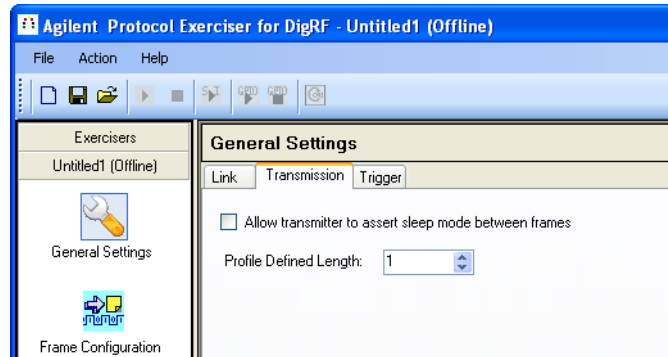 Agilent Protocol Exerciser for DigRF - Untitled1 (Offline)
File Action Help
Exercisers
Untitled1 (Offline)
General Settings
Frame Configuration
General Settings
Link Transmission Trigger
Allow transmitter to assert sleep mode between frames
Profile Defined Length: 1